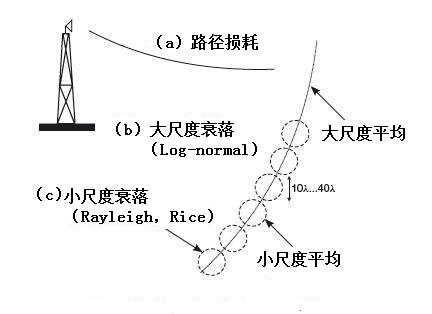 (a) 路径损耗
(b) 大尺度衰落
(Log-normal)
大尺度平均
10λ...40λ
(c)小尺度衰落
(Rayleigh, Rice)
小尺度平均